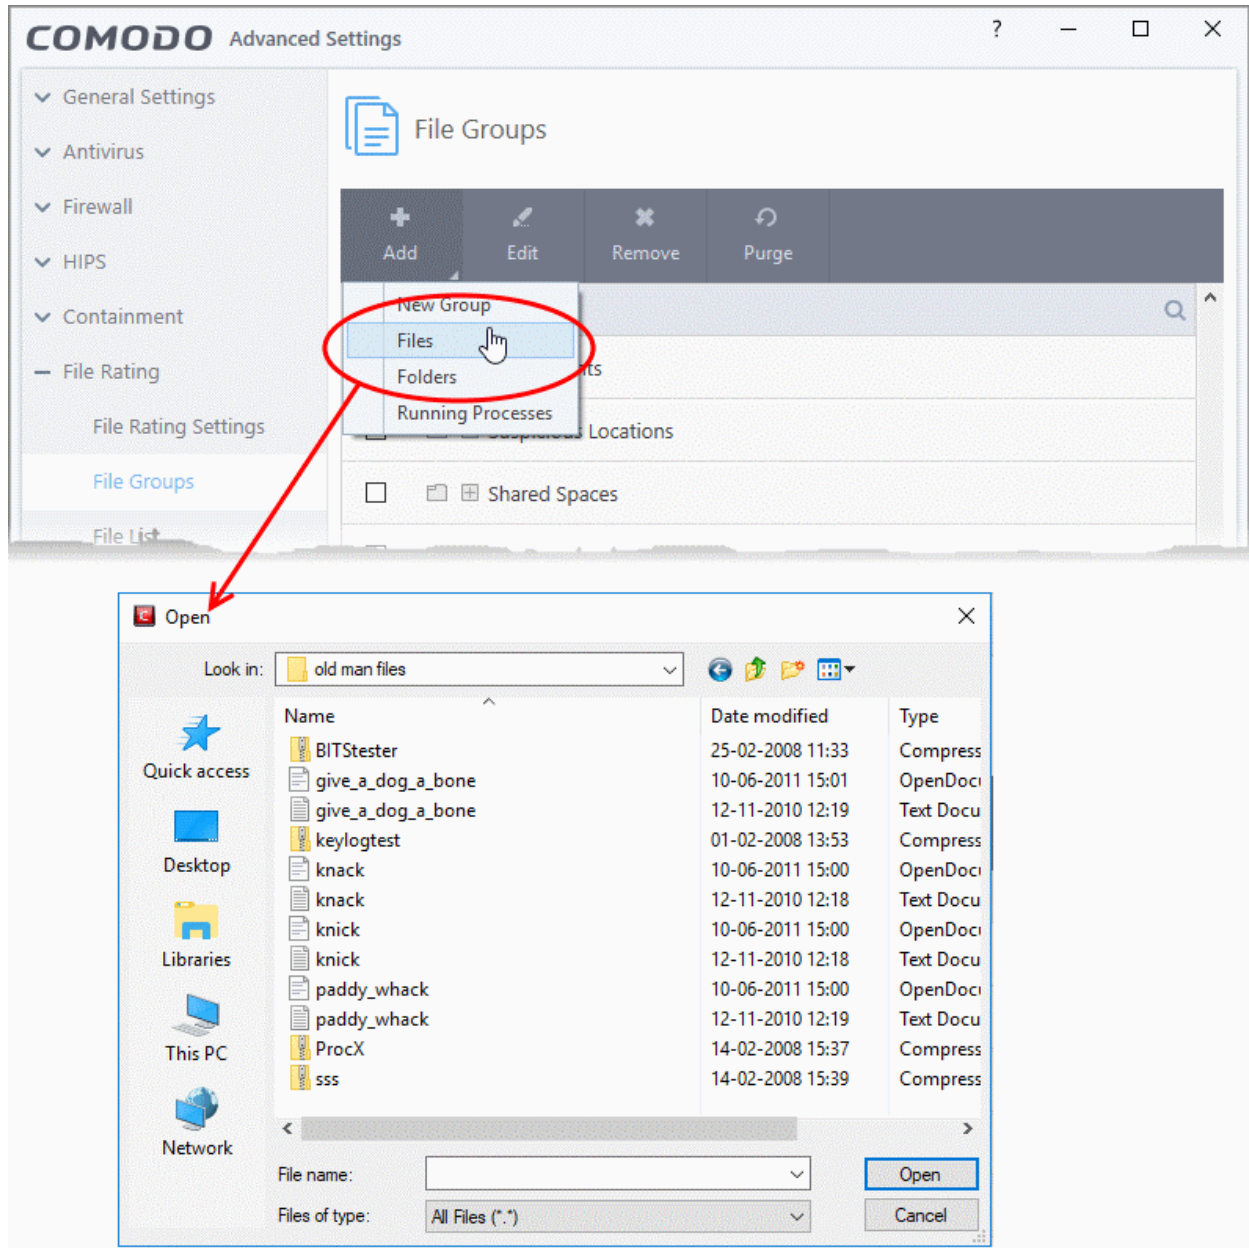 COMODO Advanced Settings ?
General Settings
Antivirus
Firewall
HIPS
Containment
File Rating
File Rating Settings
File Groups
File List
File Groups
Add
Edit
Remove
Purge
New Group
Files
Folders
Running Processes
Locations
Shared Spaces
Open
Look in: old man files
Name Date modified Type
BITStester 25-02-2008 11:33 Compress
give_a_dog_a_bone 10-06-2011 15:01 OpenDocu
give_a_dog_a_bone 12-11-2010 12:19 Text Docu
keylogtest 01-02-2008 13:53 Compress
knack 10-06-2011 15:00 OpenDocu
knack 12-11-2010 12:18 Text Docu
knick 10-06-2011 15:00 OpenDocu
knick 12-11-2010 12:18 Text Docu
paddy_whack 10-06-2011 15:00 OpenDocu
paddy_whack 12-11-2010 12:19 Text Docu
ProcX 14-02-2008 15:37 Compress
sss 14-02-2008 15:39 Compress
Quick access
Desktop
Libraries
This PC
Network
File name:
Open
Files of type: All Files (*.*)
Cancel